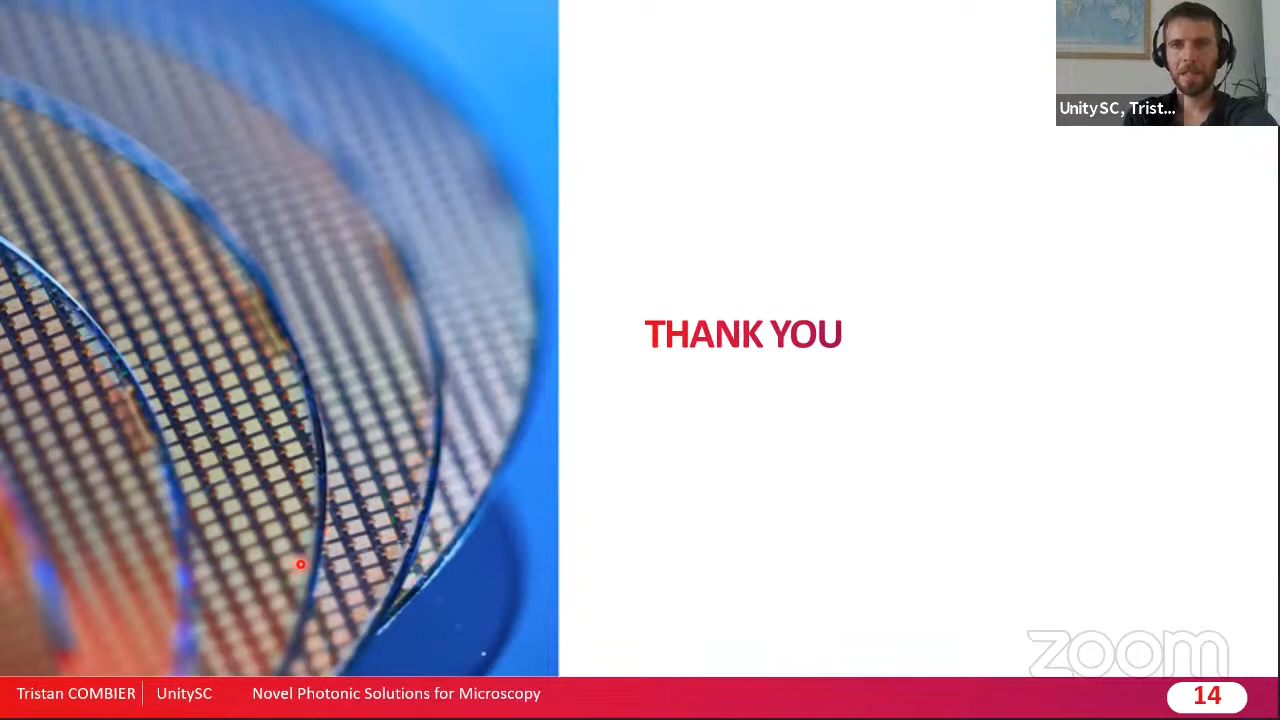 UnitySC, Trist...
THANK YOU
zoom
Tristan COMBIER UnitySC Novel Photonic Solutions for Microscopy 14